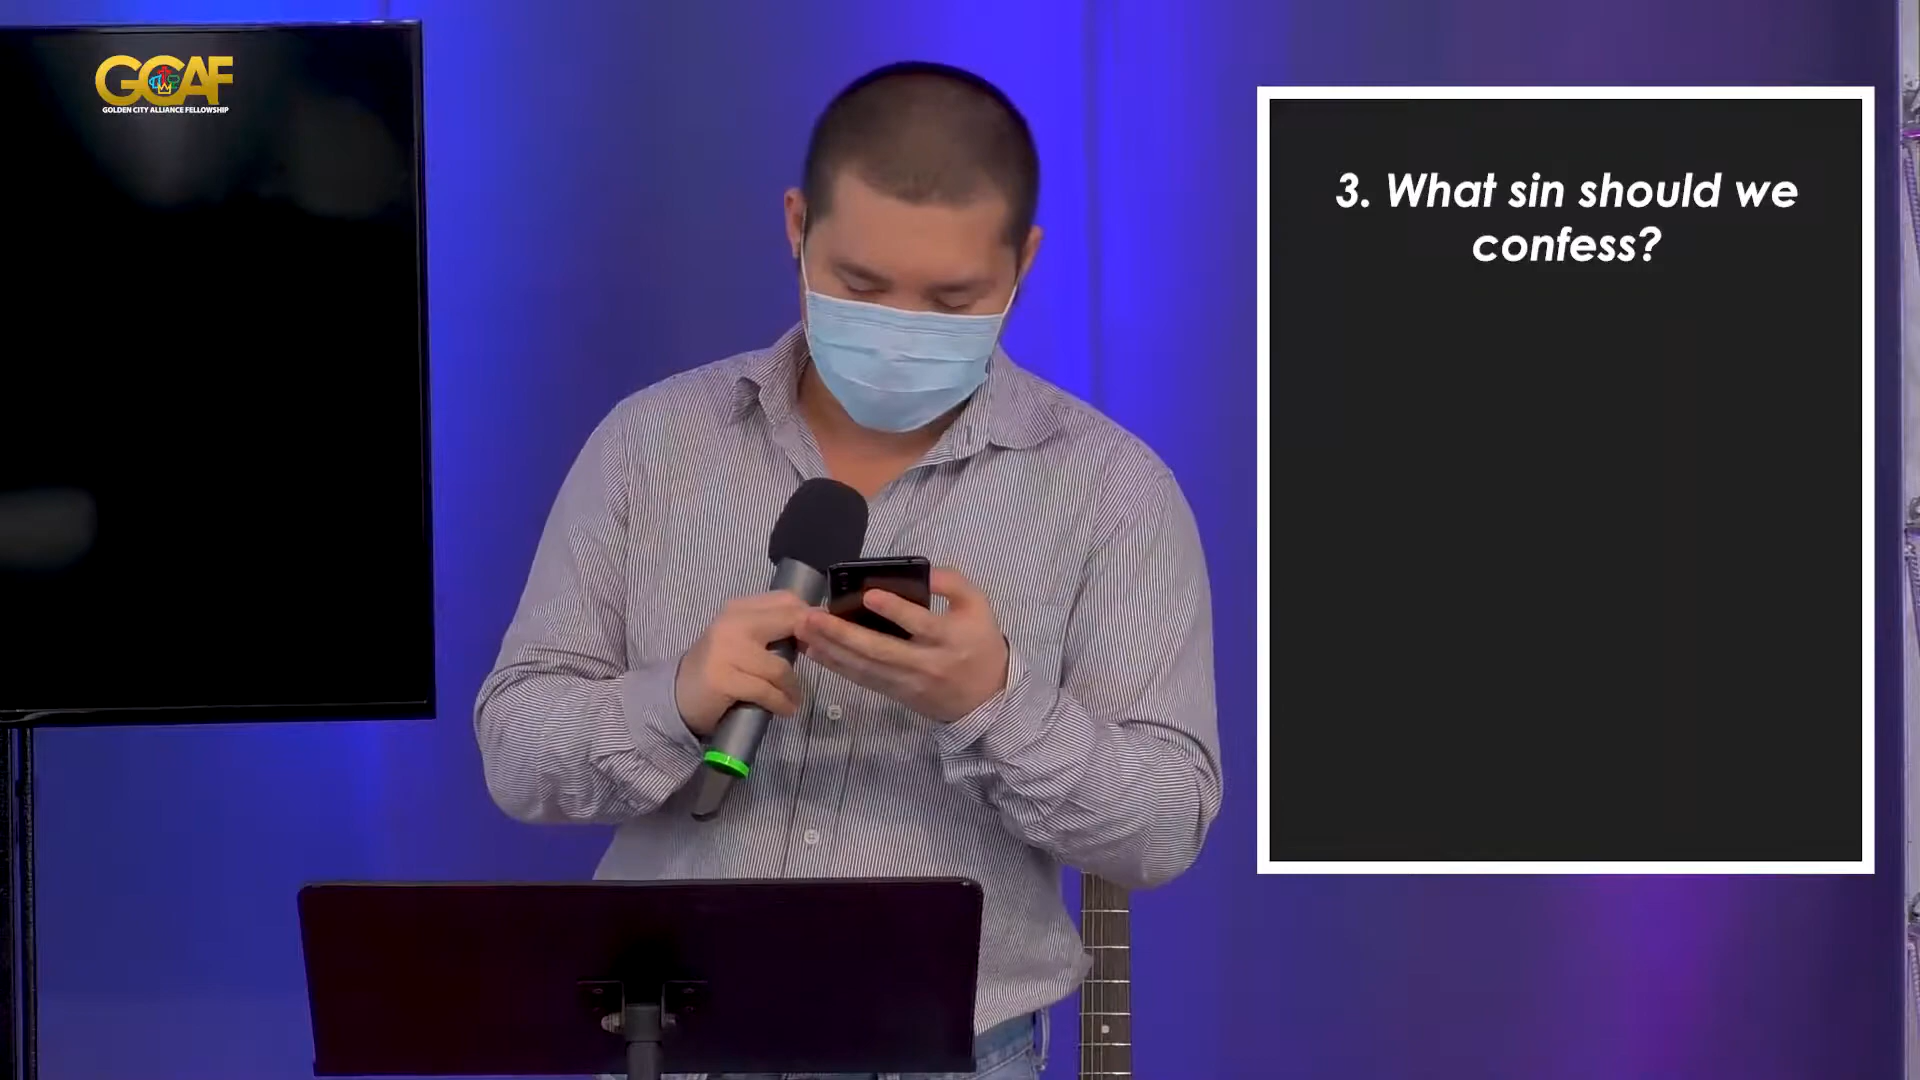 GCAF
GOLDEN CITY ALLIANCE FELLOWSHIP
3. What sin should we
confess?